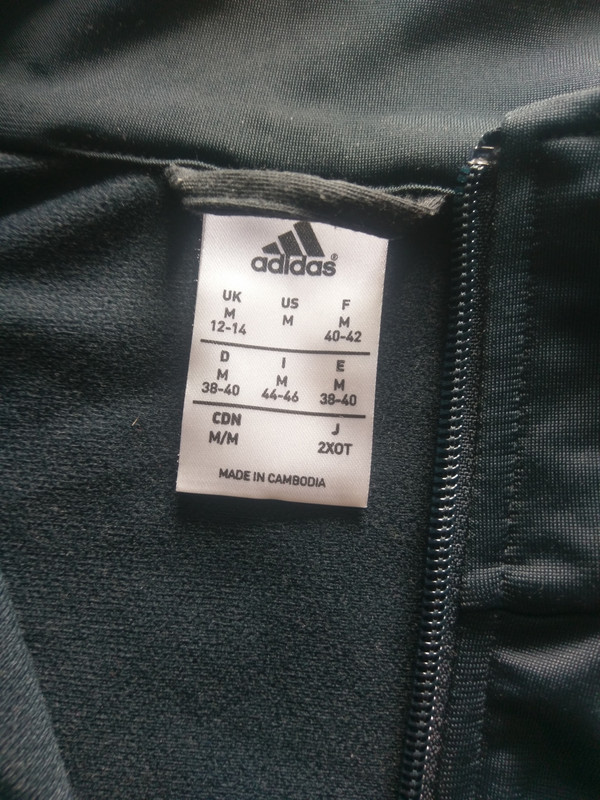 adidas®
UK US F
M M M
12-14 40-42
D I E
M M M
38-40 44-46 38-40
CDN J
M/M 2XOT
MADE IN CAMBODIA